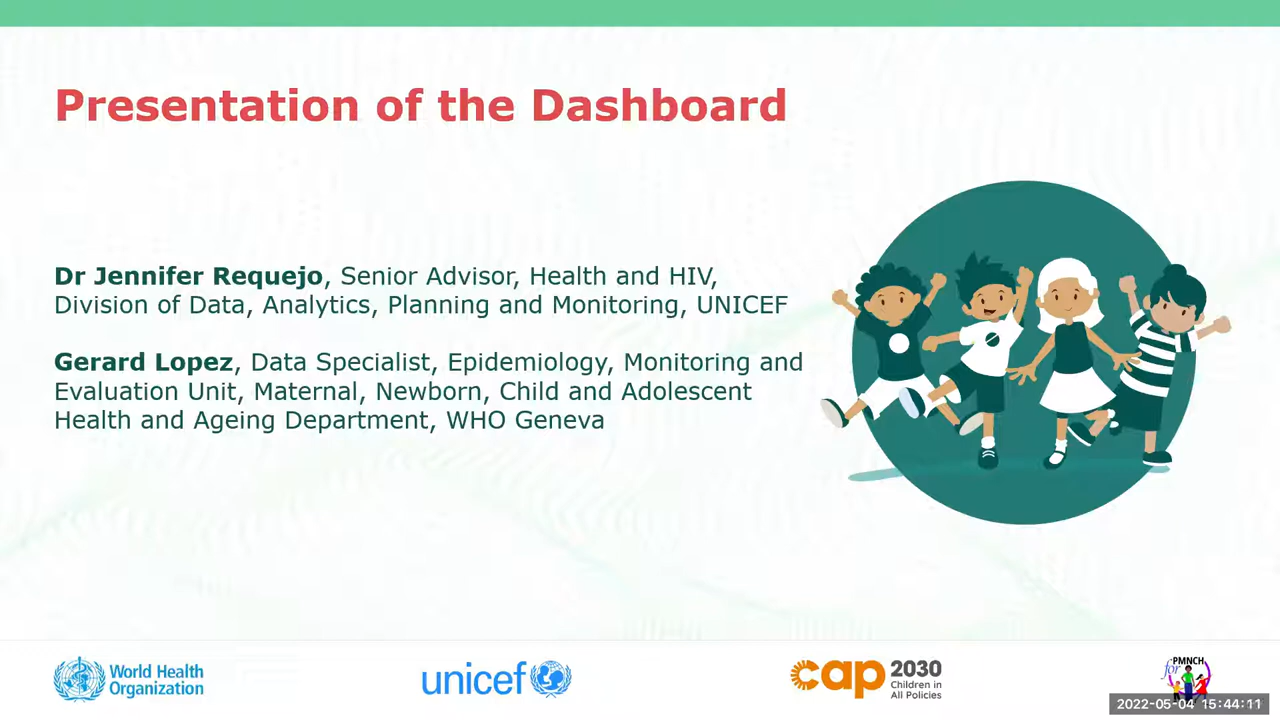 Presentation of the Dashboard
Dr Jennifer Requejo, Senior Advisor, Health and HIV,
Division of Data, Analytics, Planning and Monitoring, UNICEF
Gerard Lopez, Data Specialist, Epidemiology, Monitoring and
Evaluation Unit, Maternal, Newborn, Child and Adolescent
Health and Ageing Department, WHO Geneva
World Health
Organization
unicef
cap 2030
Children in
All Policies
PMNCH
for
2022-05-04 15:44:11